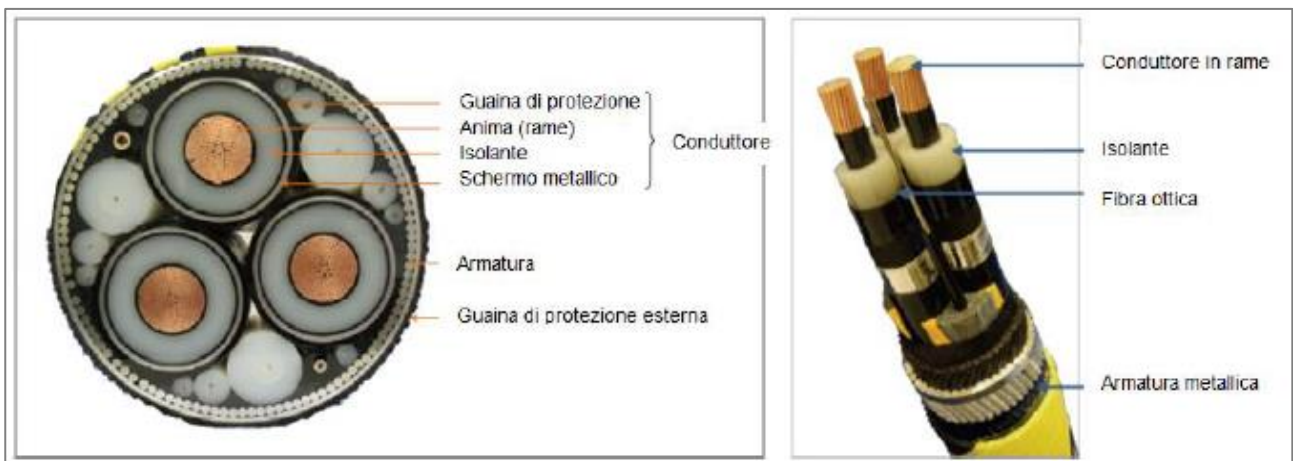 Guaina di protezione
Anima (rame)
Isolante
Schermo metallico
Conduttore
Armatura
Guaina di protezione esterna
Conduttore in rame
Isolante
Fibra ottica
Armatura metallica